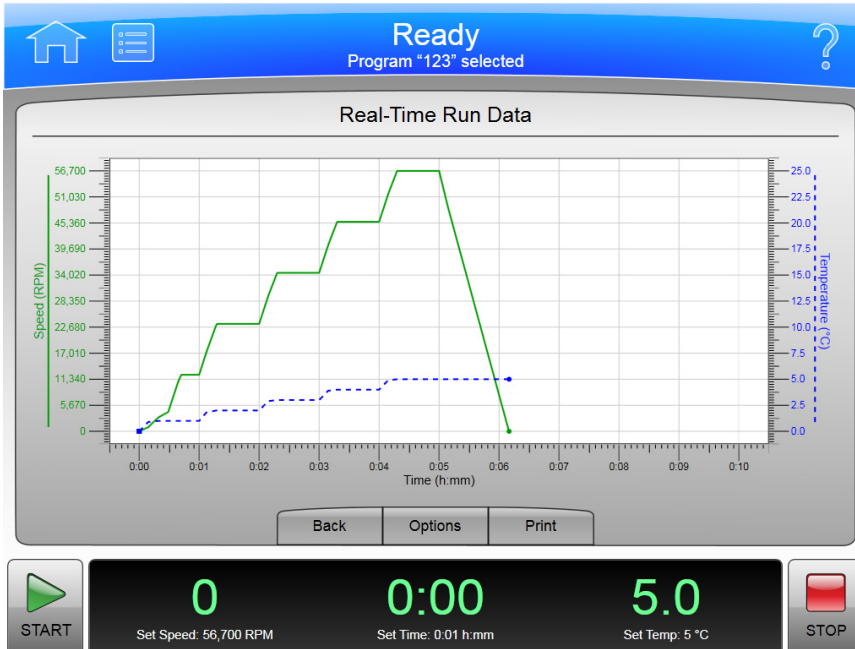 Ready
Program “123” selected
?
Real-Time Run Data
56,700
51,030
45,360
39,690
34,020
28,350
22,680
17,010
11,340
5,670
0
Speed (RPM)
25.0
22.5
20.0
17.5
15.0
12.5
10.0
7.5
5.0
2.5
0.0
Temperature (°C)
0:00 0:01 0:02 0:03 0:04 0:05 0:06 0:07 0:08 0:09 0:10
Time (h:mm)
Back Options Print
START
0 0:00 5.0
Set Speed: 56,700 RPM Set Time: 0:01 h:mm Set Temp: 5 °C
STOP